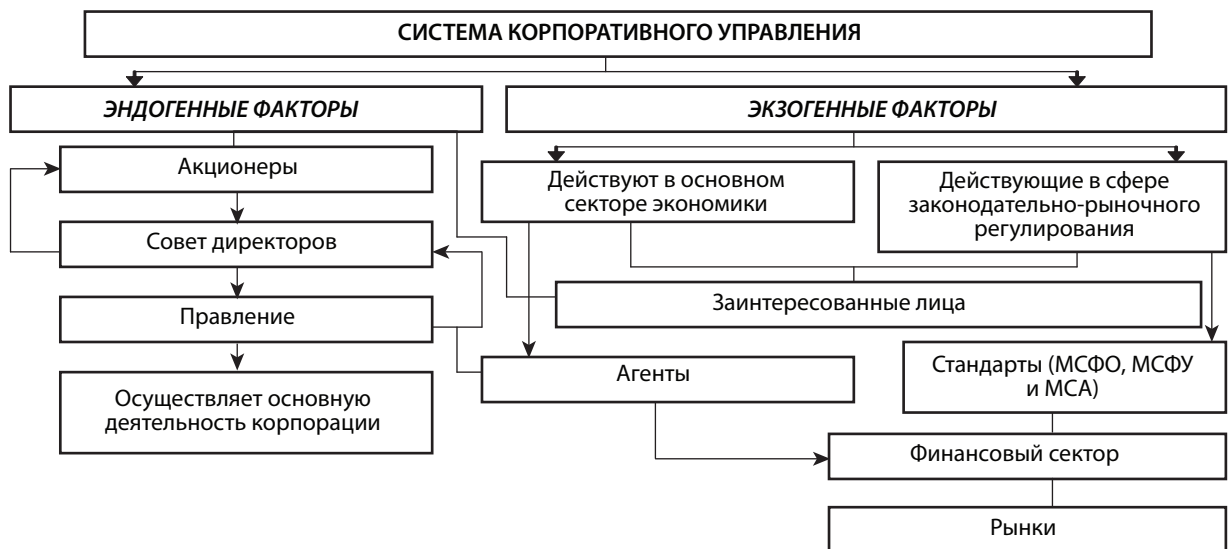 СИСТЕМА КОРПОРАТИВНОГО УПРАВЛЕНИЯ
ЭНДОГЕННЫЕ ФАКТОРЫ
ЭКЗОГЕННЫЕ ФАКТОРЫ
Акционеры
Совет директоров
Правление
Осуществляет основную
деятельность корпорации
Действуют в основном
секторе экономики
Действующие в сфере
законодательно-рыночного
регулирования
Заинтересованные лица
Агенты
Стандарты (МСФО, МСФУ
и МСА)
Финансовый сектор
Рынки